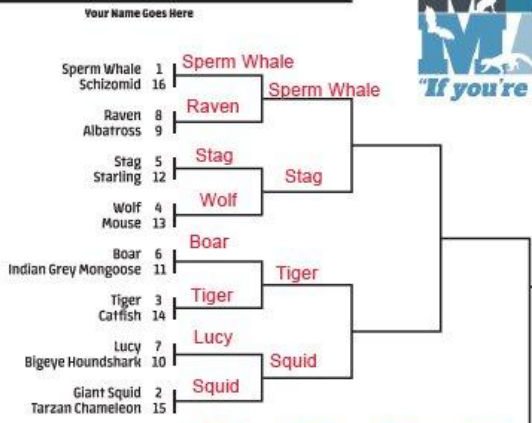 Your Name Goes Here
M
"If you're
Sperm Whale 1
Schizomid 16
Sperm Whale
Sperm Whale
Raven 8
Albatross 9
Raven
Stag 5
Starling 12
Stag
Stag
Wolf 4
Mouse 13
Wolf
Boar 6
Indian Grey Mongoose 11
Boar
Tiger
Tiger 3
Catfish 14
Tiger
Lucy 7
Bigeye Houndshark 10
Lucy
Squid
Giant Squid 2
Tarzan Chameleon 15
Squid